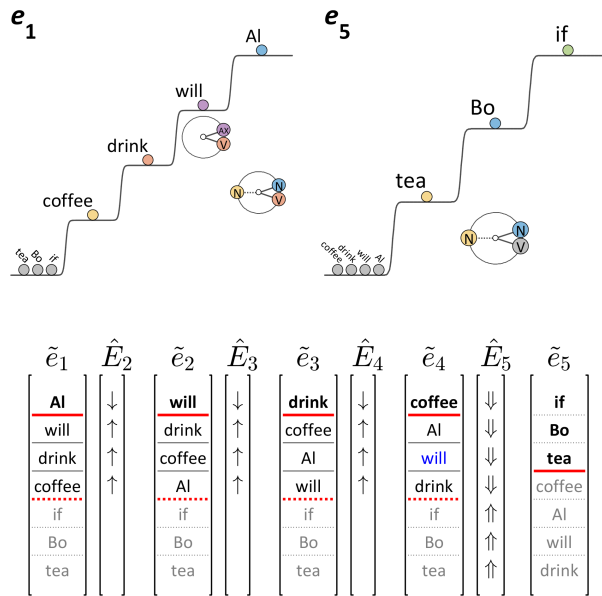 e1
e5
Al
if
will
Bo
AX
V
drink
tea
N
N
V
coffee
N
N
V
tea Bo if
coffee drink will Al
ẽ1 Ê2 ẽ2 Ê3 ẽ3 Ê4 ẽ4 Ê5 ẽ5
Al ↓ will ↓ drink ↓ coffee ⇓ if
will ↑ drink ↑ coffee ↑ Al ⇓ Bo
drink ↑ coffee ↑ Al ↑ will ⇓ tea
coffee ↑ Al ↑ will ↑ drink ⇓ coffee
if if if if ⇑ Al
Bo Bo Bo Bo ⇑ will
tea tea tea tea ⇑ drink